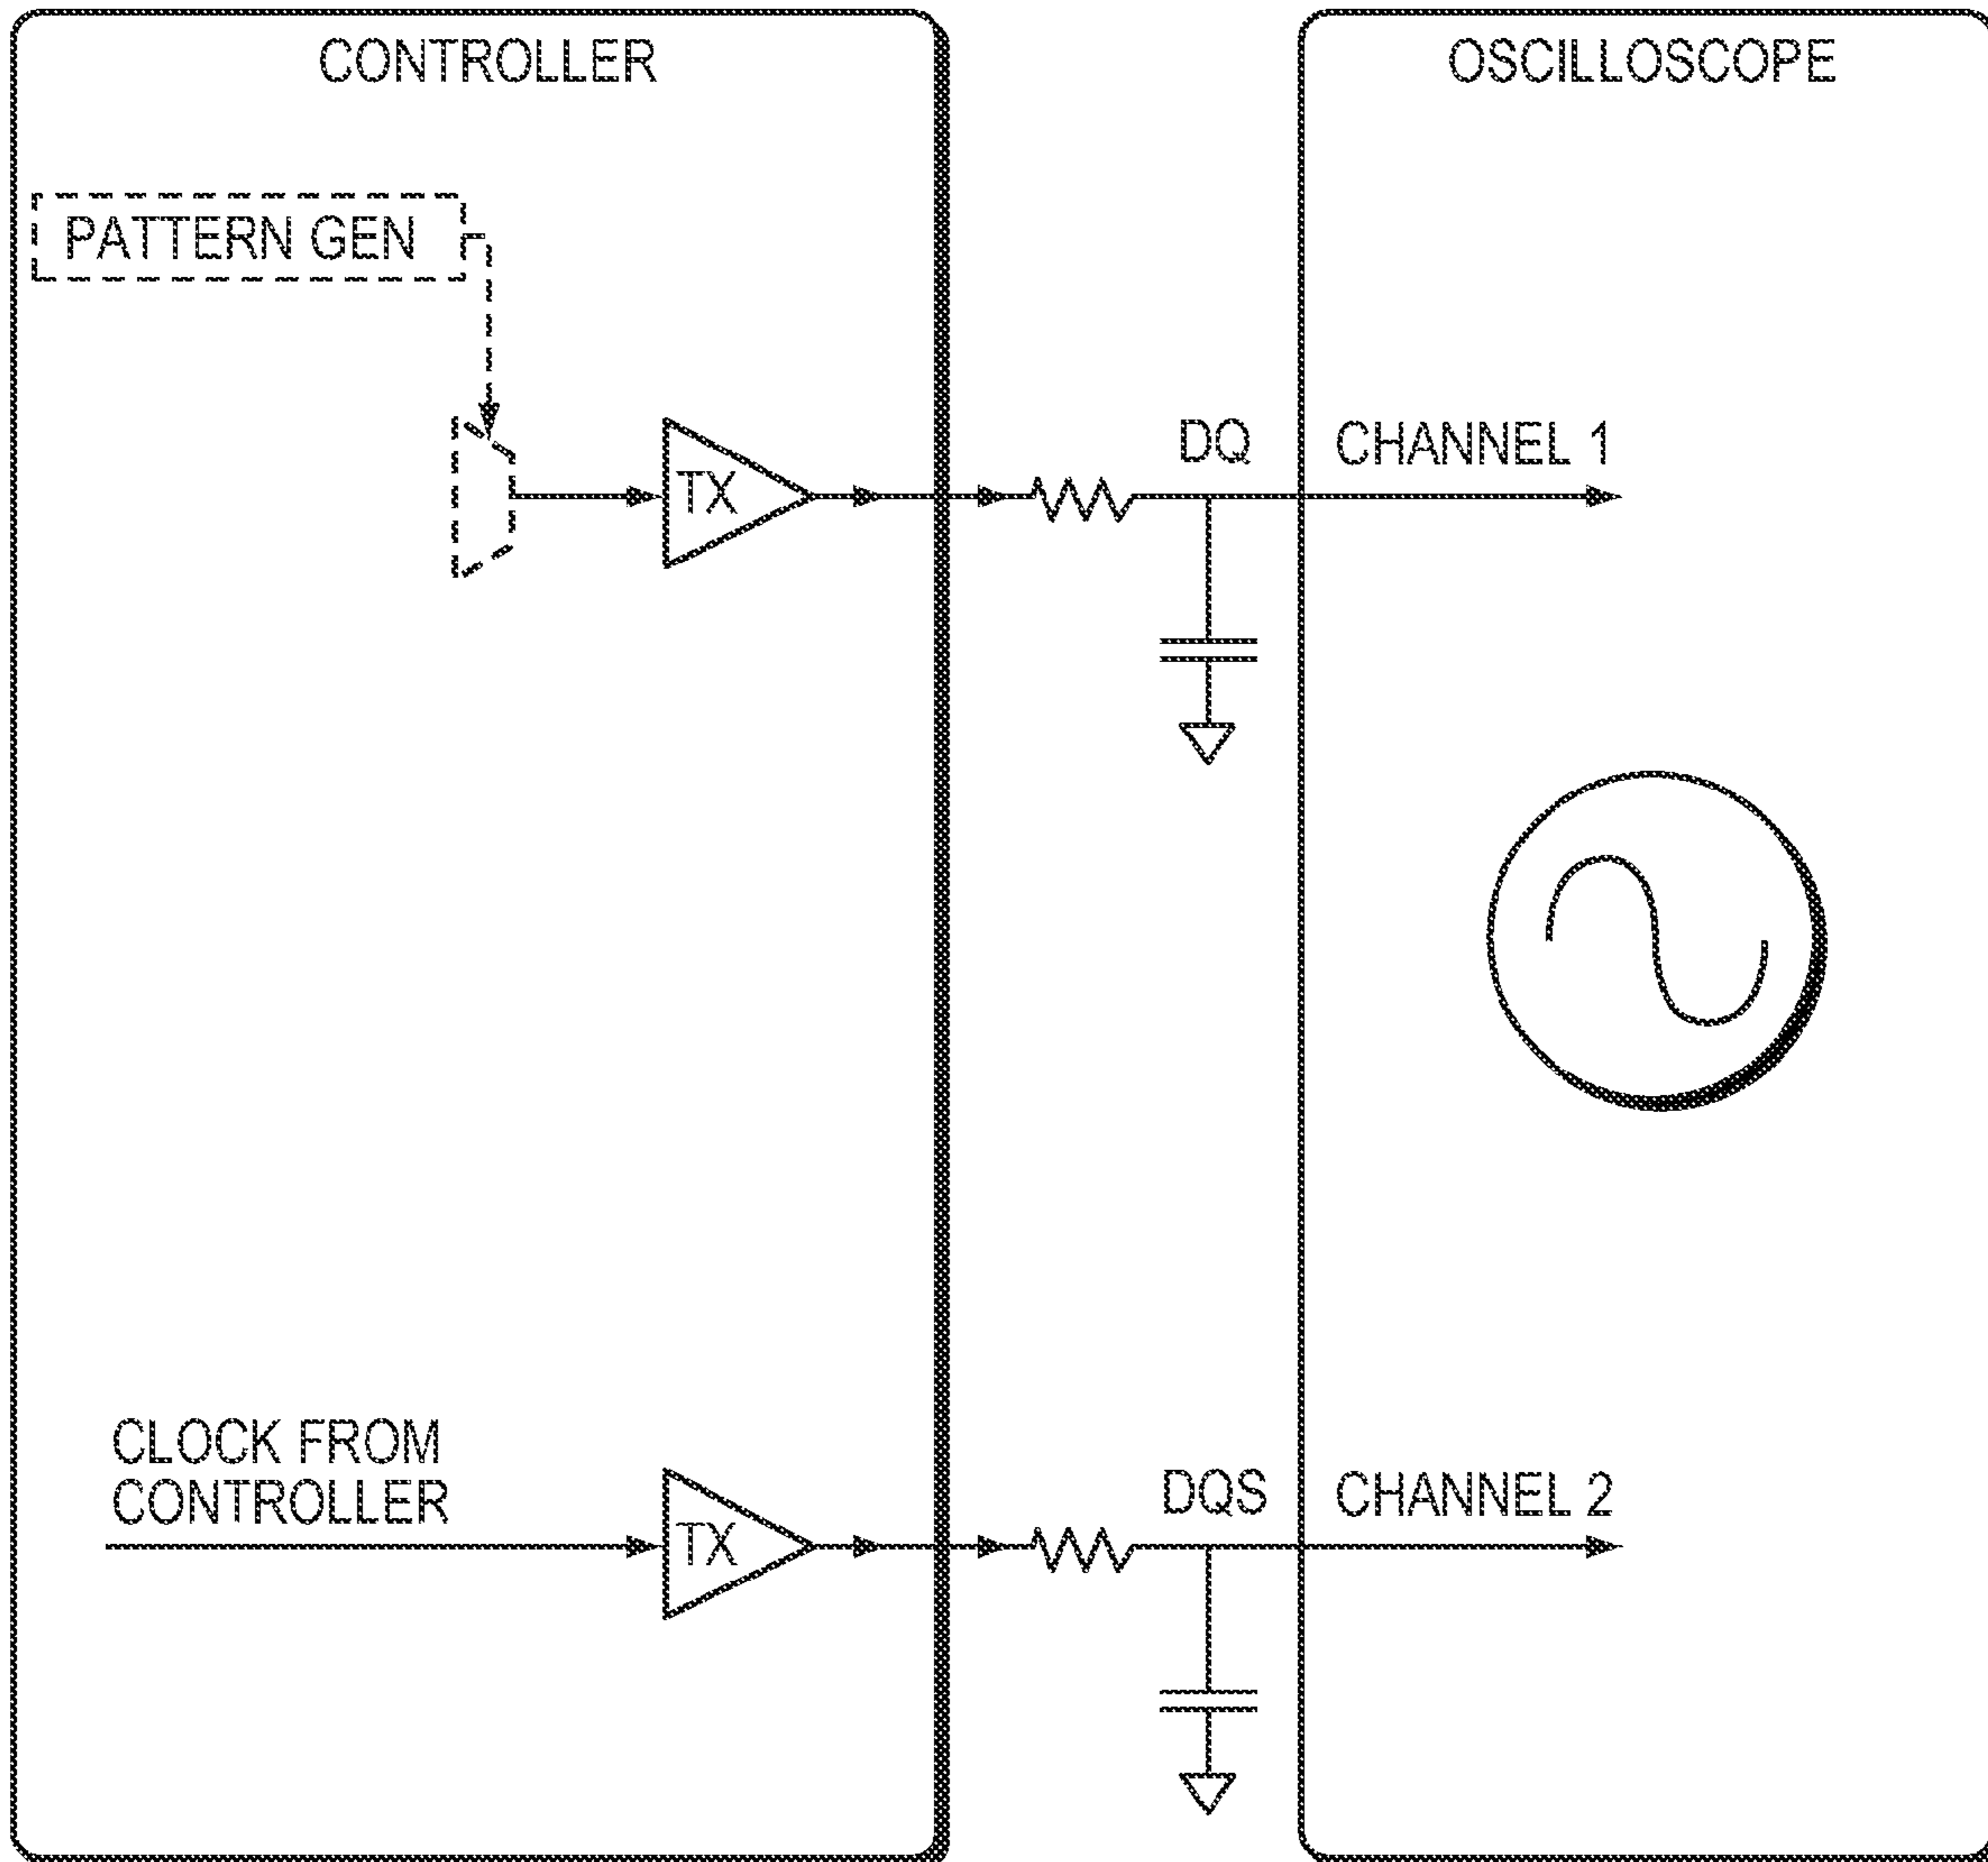 CONTROLLER
OSCILLOSCOPE
PATTERN GEN
TX
DQ
CHANNEL 1
CLOCK FROM
CONTROLLER
TX
DQS
CHANNEL 2